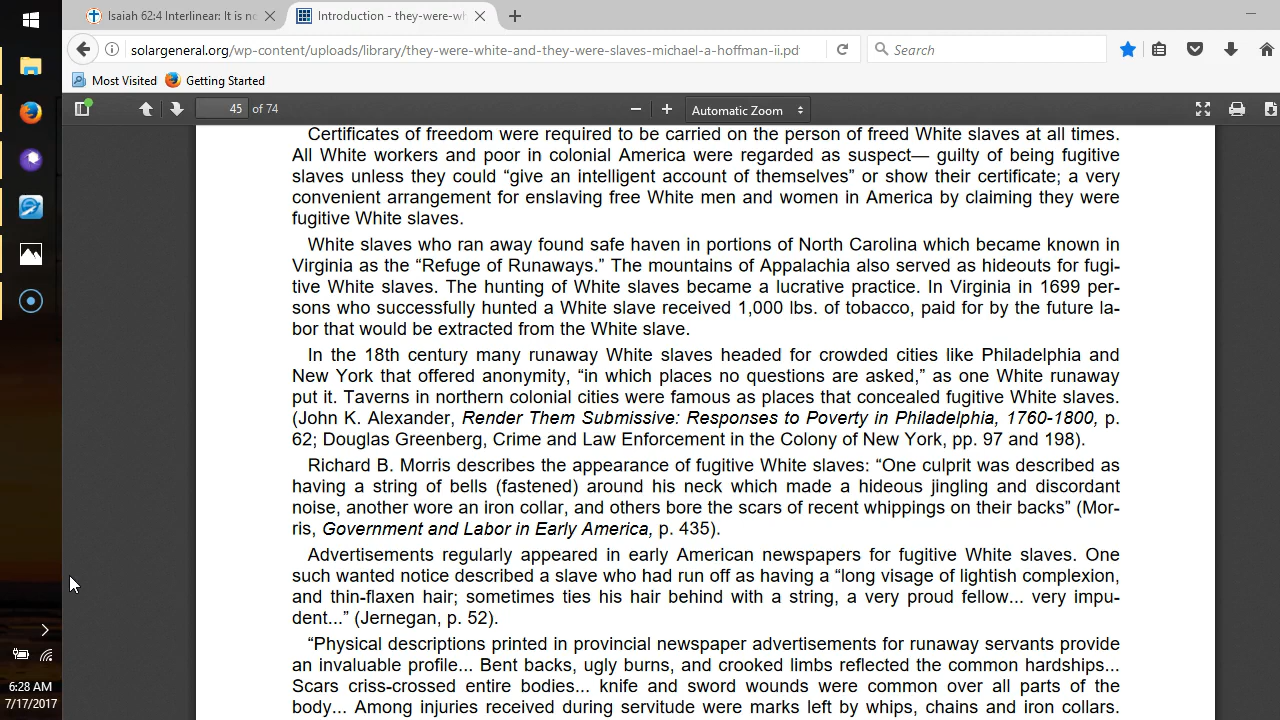 Isaiah 62:4 Interlinear: It is no
Introduction - they-were-wh
solargeneral.org/wp-content/uploads/library/they-were-white-and-they-were-slaves-michael-a-hoffman-ii.pd
Search
Most Visited
Getting Started
45 of 74
Automatic Zoom
Certificates of freedom were required to be carried on the person of freed White slaves at all times.
All White workers and poor in colonial America were regarded as suspect— guilty of being fugitive
slaves unless they could “give an intelligent account of themselves” or show their certificate; a very
convenient arrangement for enslaving free White men and women in America by claiming they were
fugitive White slaves.
White slaves who ran away found safe haven in portions of North Carolina which became known in
Virginia as the “Refuge of Runaways.” The mountains of Appalachia also served as hideouts for fugi-
tive White slaves. The hunting of White slaves became a lucrative practice. In Virginia in 1699 per-
sons who successfully hunted a White slave received 1,000 lbs. of tobacco, paid for by the future la-
bor that would be extracted from the White slave.
In the 18th century many runaway White slaves headed for crowded cities like Philadelphia and
New York that offered anonymity, “in which places no questions are asked,” as one White runaway
put it. Taverns in northern colonial cities were famous as places that concealed fugitive White slaves.
(John K. Alexander, Render Them Submissive: Responses to Poverty in Philadelphia, 1760-1800, p.
62; Douglas Greenberg, Crime and Law Enforcement in the Colony of New York, pp. 97 and 198).
Richard B. Morris describes the appearance of fugitive White slaves: “One culprit was described as
having a string of bells (fastened) around his neck which made a hideous jingling and discordant
noise, another wore an iron collar, and others bore the scars of recent whippings on their backs” (Mor-
ris, Government and Labor in Early America, p. 435).
Advertisements regularly appeared in early American newspapers for fugitive White slaves. One
such wanted notice described a slave who had run off as having a “long visage of lightish complexion,
and thin-flaxen hair; sometimes ties his hair behind with a string, a very proud fellow... very impu-
dent...” (Jernegan, p. 52).
“Physical descriptions printed in provincial newspaper advertisements for runaway servants provide
an invaluable profile... Bent backs, ugly burns, and crooked limbs reflected the common hardships...
Scars criss-crossed entire bodies... knife and sword wounds were common over all parts of the
body... Among injuries received during servitude were marks left by whips, chains and iron collars.
6:28 AM
7/17/2017